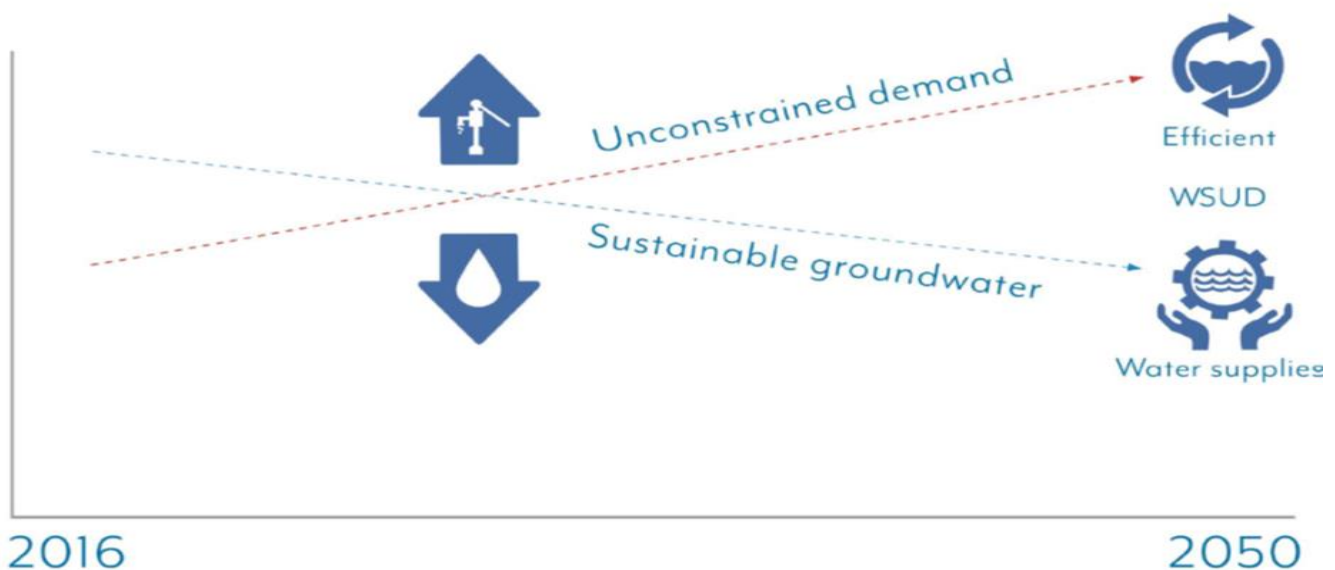 Unconstrained demand
Efficient
WSUD
Sustainable groundwater
Water supplies
2016
2050